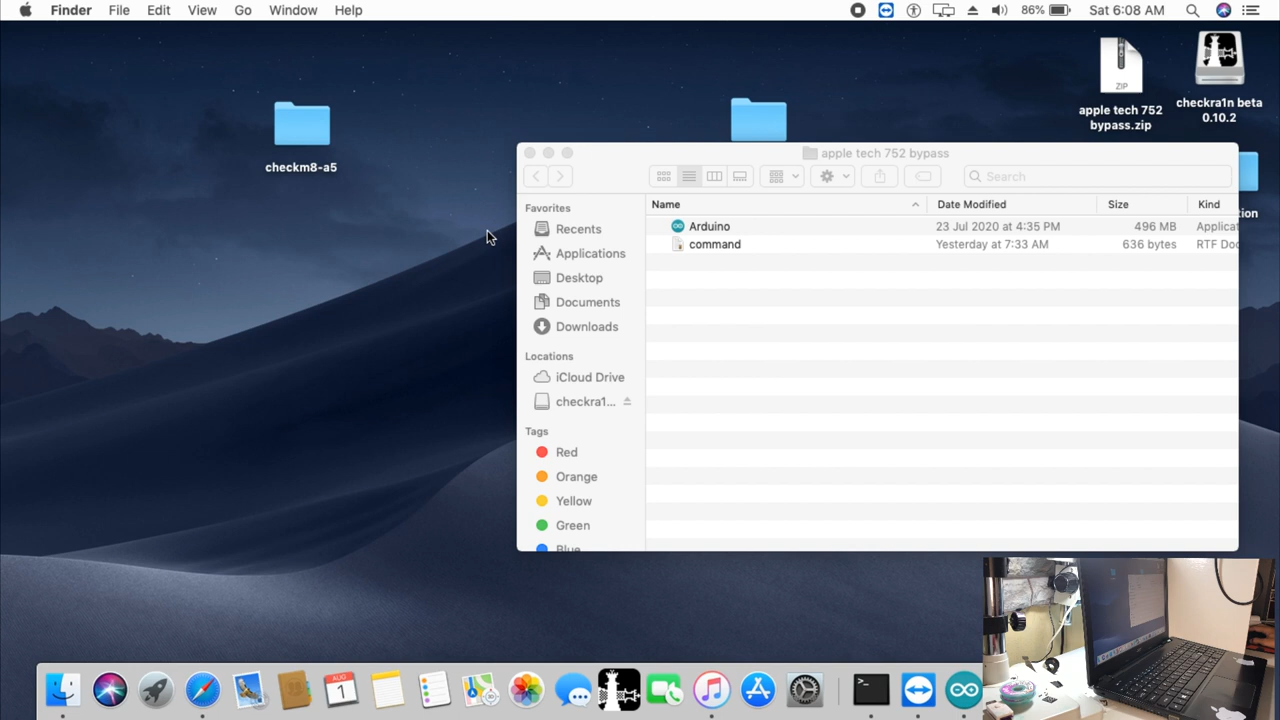 Finder File Edit View Go Window Help
86% Sat 6:08 AM
checkm8-a5
ZIP
apple tech 752
bypass.zip
checkra1n beta
0.10.2
tion
apple tech 752 bypass
Search
Favorites
Recents
Applications
Desktop
Documents
Downloads
Locations
iCloud Drive
checkra1...
Tags
Red
Orange
Yellow
Green
Blue
Name Date Modified Size Kind
Arduino 23 Jul 2020 at 4:35 PM 496 MB Applicat
command Yesterday at 7:33 AM 636 bytes RTF Doc
AUG
1